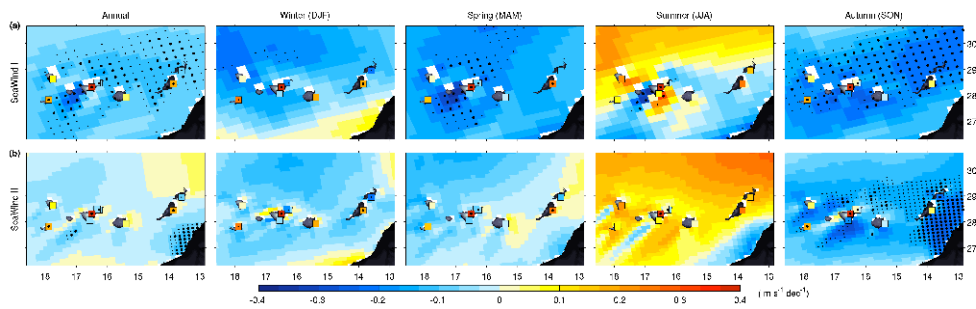 Annual Winter (DJF) Spring (MAM) Summer (JJA) Autumn (SON)
(a)
SeaWind I
30
29
28
27
(b)
SeaWind II
30
29
28
27
18 17 16 15 14 13 18 17 16 15 14 13 18 17 16 15 14 13 18 17 16 15 14 13 18 17 16 15 14 13
-0.4 -0.3 -0.2 -0.1 0 0.1 0.2 0.3 0.4 ( m s⁻¹ dec⁻¹)